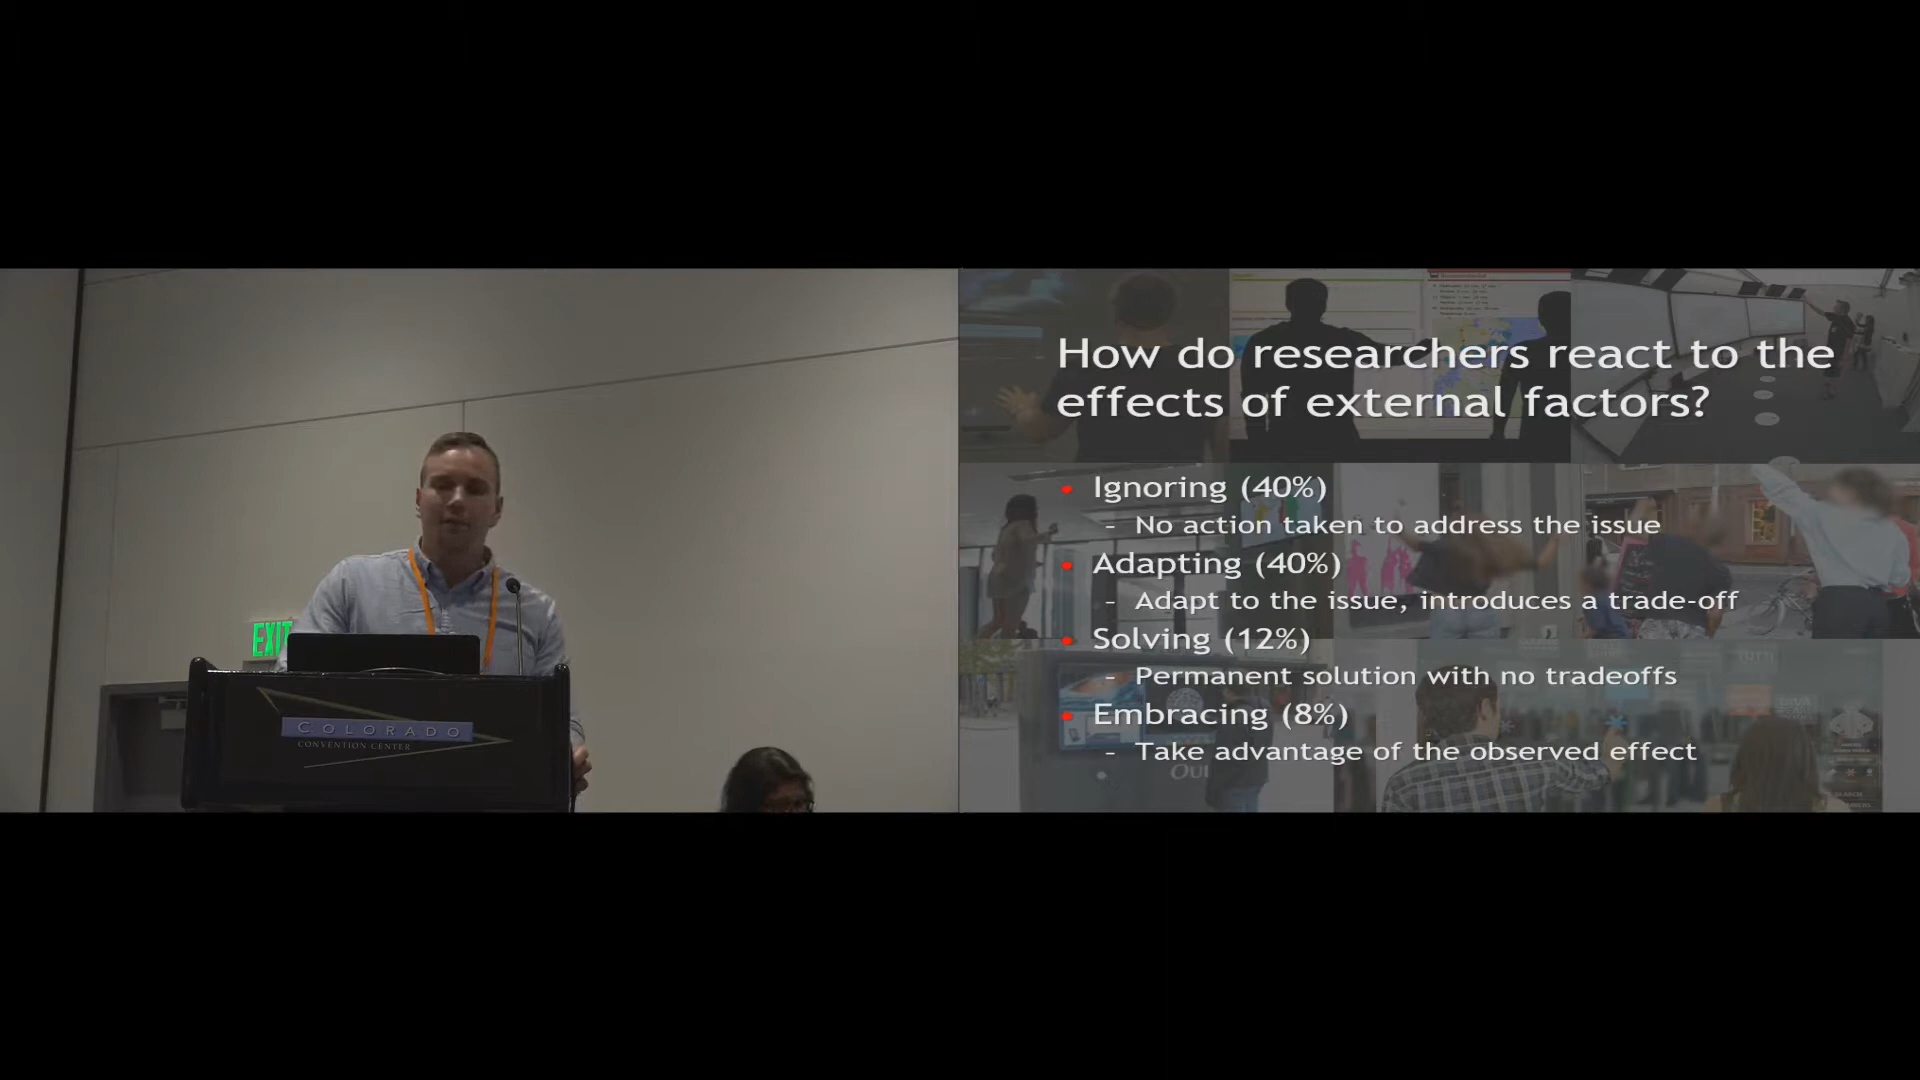 EXIT
COLORADO
CONVENTION CENTER
How do researchers react to the
effects of external factors?
• Ignoring (40%)
- No action taken to address the issue
• Adapting (40%)
- Adapt to the issue, introduces a trade-off
• Solving (12%)
- Permanent solution with no tradeoffs
• Embracing (8%)
- Take advantage of the observed effect